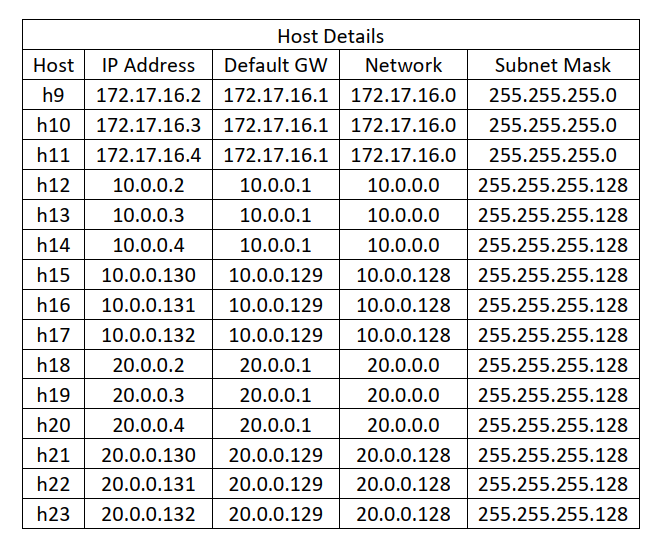 Host Details
Host IP Address Default GW Network Subnet Mask
h9 172.17.16.2 172.17.16.1 172.17.16.0 255.255.255.0
h10 172.17.16.3 172.17.16.1 172.17.16.0 255.255.255.0
h11 172.17.16.4 172.17.16.1 172.17.16.0 255.255.255.0
h12 10.0.0.2 10.0.0.1 10.0.0.0 255.255.255.128
h13 10.0.0.3 10.0.0.1 10.0.0.0 255.255.255.128
h14 10.0.0.4 10.0.0.1 10.0.0.0 255.255.255.128
h15 10.0.0.130 10.0.0.129 10.0.0.128 255.255.255.128
h16 10.0.0.131 10.0.0.129 10.0.0.128 255.255.255.128
h17 10.0.0.132 10.0.0.129 10.0.0.128 255.255.255.128
h18 20.0.0.2 20.0.0.1 20.0.0.0 255.255.255.128
h19 20.0.0.3 20.0.0.1 20.0.0.0 255.255.255.128
h20 20.0.0.4 20.0.0.1 20.0.0.0 255.255.255.128
h21 20.0.0.130 20.0.0.129 20.0.0.128 255.255.255.128
h22 20.0.0.131 20.0.0.129 20.0.0.128 255.255.255.128
h23 20.0.0.132 20.0.0.129 20.0.0.128 255.255.255.128